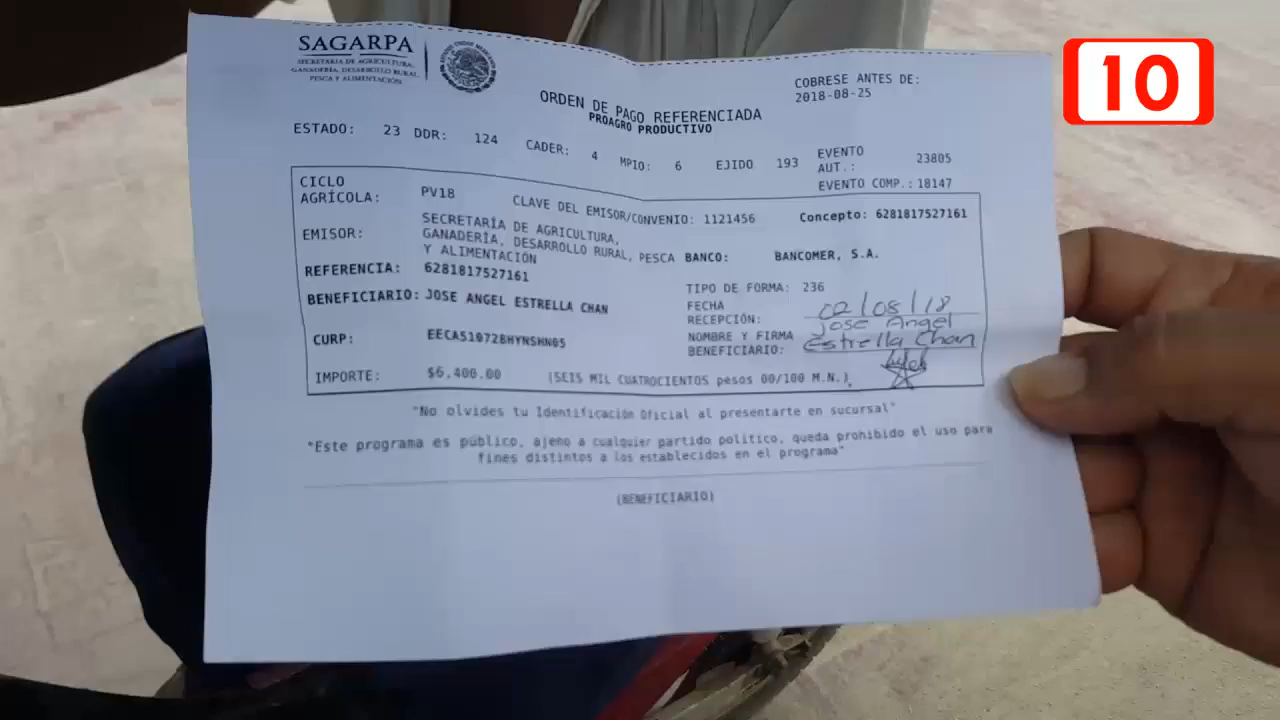 SAGARPA
SECRETARÍA DE AGRICULTURA,
GANADERÍA, DESARROLLO RURAL,
PESCA Y ALIMENTACIÓN
10
COBRESE ANTES DE:
2018-08-25
ORDEN DE PAGO REFERENCIADA
PROAGRO PRODUCTIVO
ESTADO: 23 DDR: 124 CADER: 4 MPIO: 6 EJIDO 193 EVENTO AUT.: 23805
EVENTO COMP.: 18147
CICLO AGRÍCOLA: PV18 CLAVE DEL EMISOR/CONVENIO: 1121456 Concepto: 6281817527161
EMISOR: SECRETARÍA DE AGRICULTURA,
GANADERÍA, DESARROLLO RURAL, PESCA
Y ALIMENTACIÓN
BANCO: BANCOMER, S.A.
REFERENCIA: 6281817527161
TIPO DE FORMA: 236
BENEFICIARIO: JOSE ANGEL ESTRELLA CHAN
FECHA RECEPCIÓN: 02/08/18
CURP: EECA510728HYNSHN05
NOMBRE Y FIRMA BENEFICIARIO: Jose Angel
Estrella Chan
IMPORTE: $6,400.00 (SEIS MIL CUATROCIENTOS pesos 00/100 M.N.)
"No olvides tu Identificación Oficial al presentarte en sucursal"
"Este programa es público, ajeno a cualquier partido político, queda prohibido el uso para
fines distintos a los establecidos en el programa"
(BENEFICIARIO)